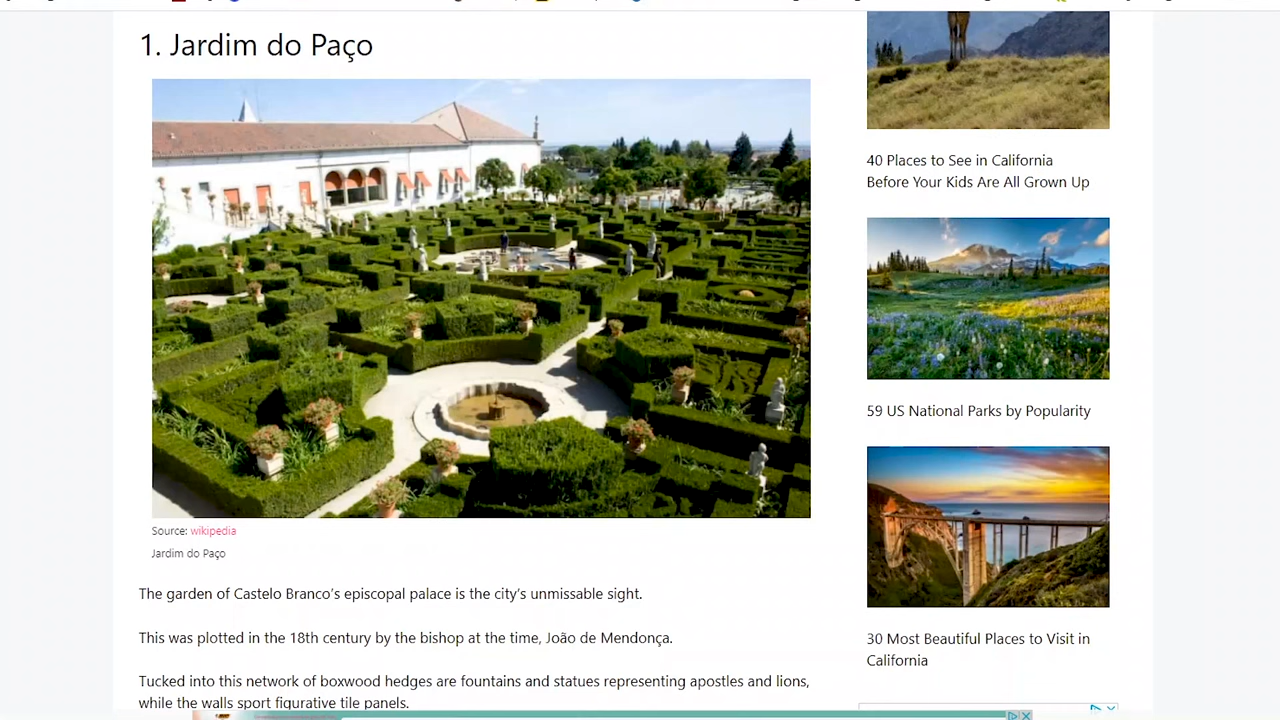 1. Jardim do Paço
Source: wikipedia
Jardim do Paço
The garden of Castelo Branco’s episcopal palace is the city’s unmissable sight.
This was plotted in the 18th century by the bishop at the time, João de Mendonça.
Tucked into this network of boxwood hedges are fountains and statues representing apostles and lions,
while the walls sport figurative tile panels.
40 Places to See in California
Before Your Kids Are All Grown Up
59 US National Parks by Popularity
30 Most Beautiful Places to Visit in
California